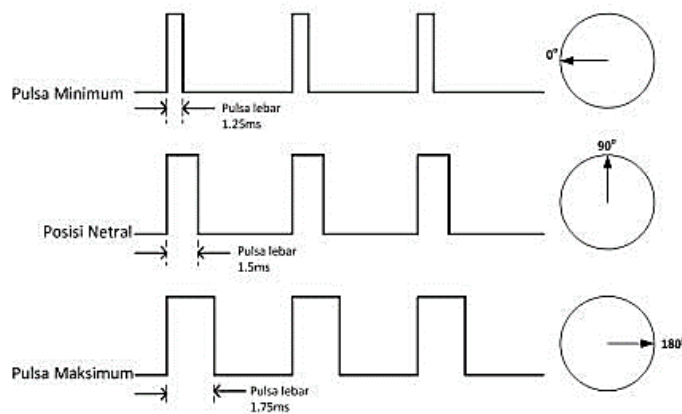 0°
Pulsa Minimum
Pulsa lebar
1.25ms
90°
Posisi Netral
Pulsa lebar
1.5ms
180°
Pulsa Maksimum
Pulsa lebar
1.75ms